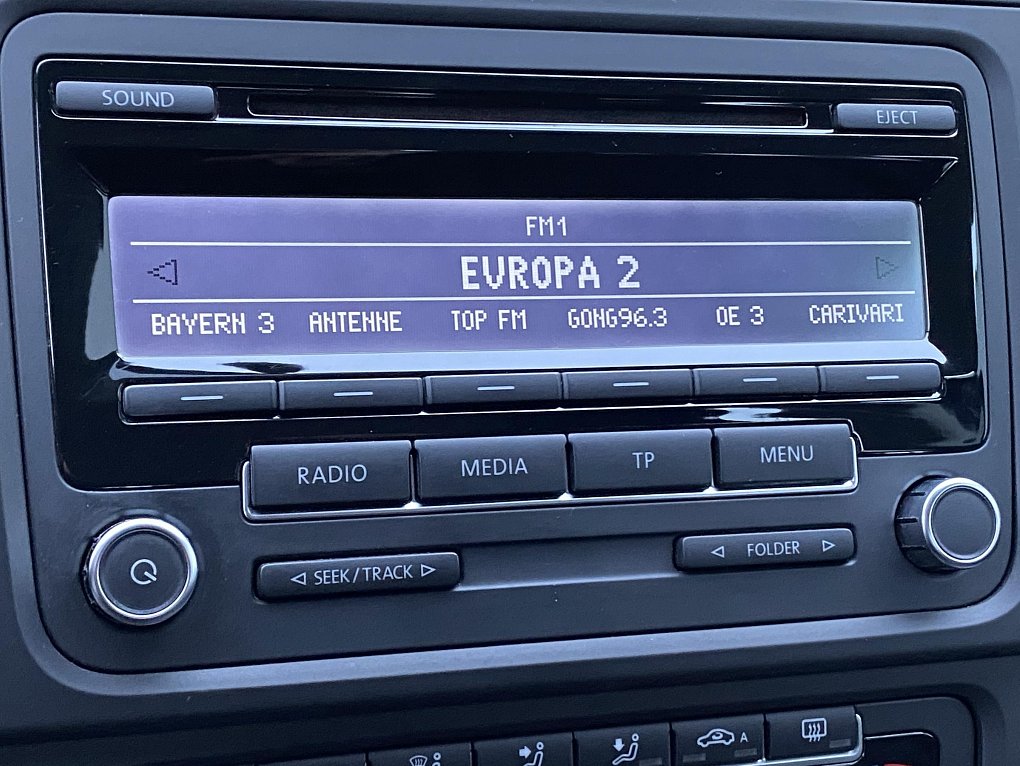 SOUND
EJECT
FM1
EVROPA 2
BAYERN 3 ANTENNE TOP FM GONG96.3 OE 3 CARIVARI
RADIO MEDIA TP MENU
SEEK/TRACK
FOLDER
A